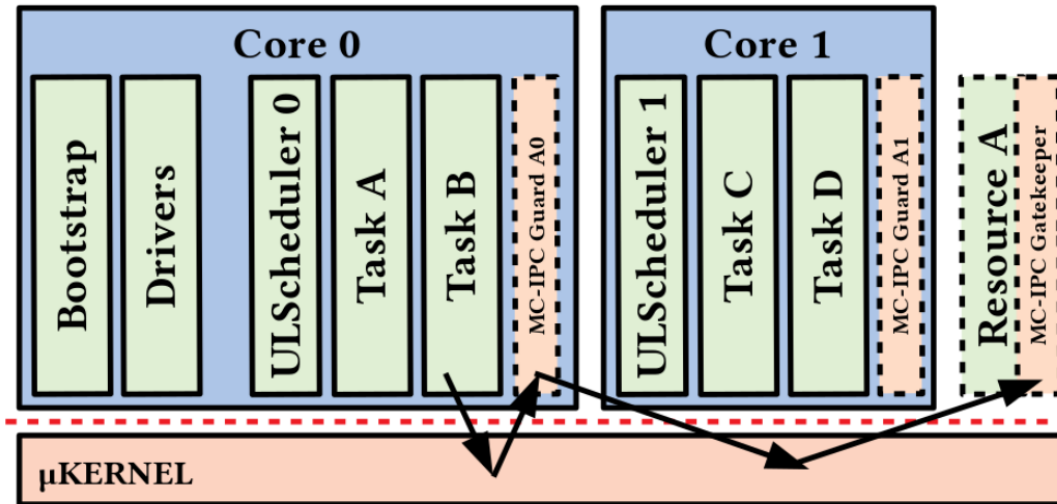 Core 0
Bootstrap
Drivers
ULScheduler 0
Task A
Task B
MC-IPC Guard A0
Core 1
ULScheduler 1
Task C
Task D
MC-IPC Guard A1
Resource A
MC-IPC Gatekeeper
μKERNEL